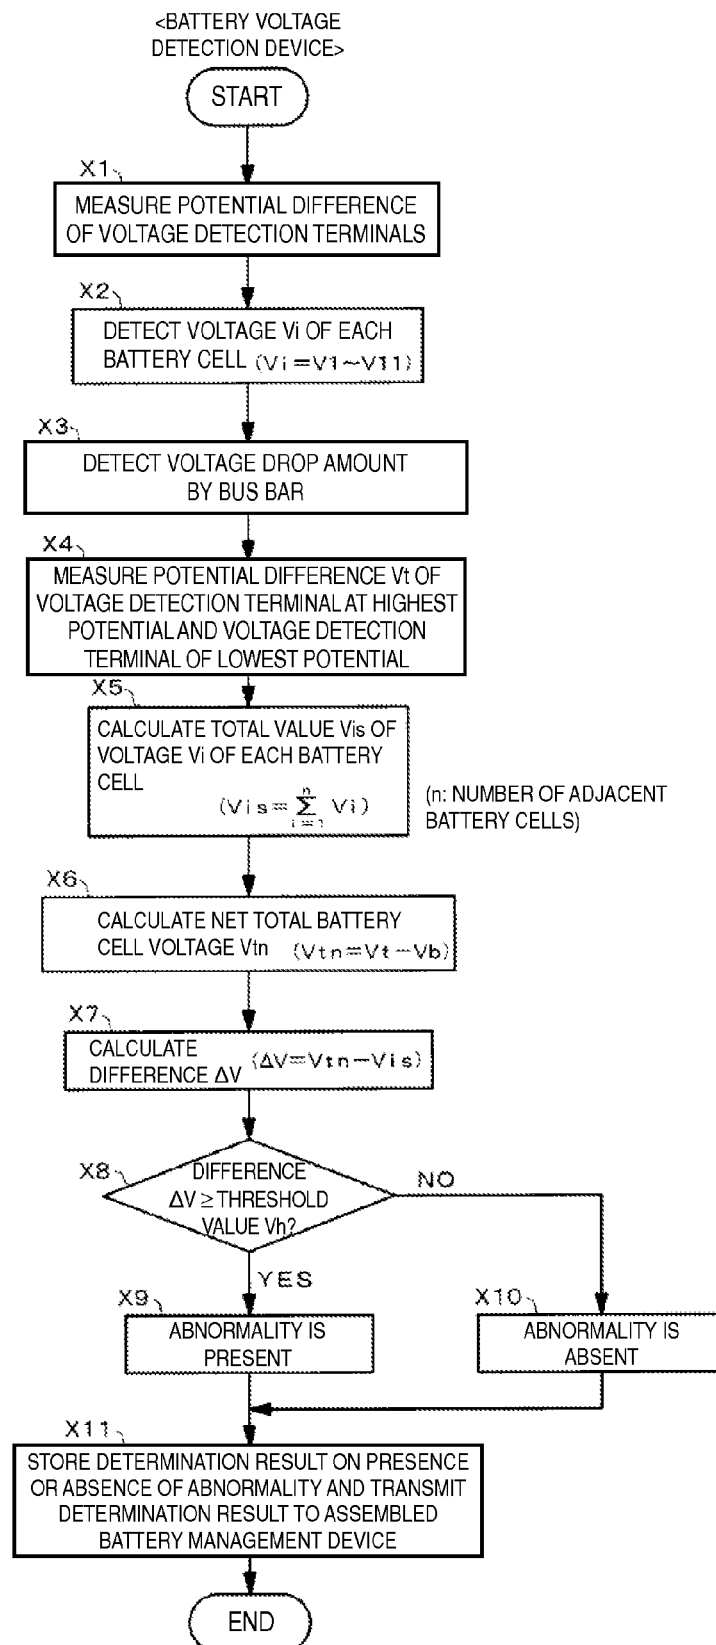 <BATTERY VOLTAGE
DETECTION DEVICE>
START
X1
MEASURE POTENTIAL DIFFERENCE
OF VOLTAGE DETECTION TERMINALS
X2
DETECT VOLTAGE Vi OF EACH
BATTERY CELL (Vi=V1~V11)
X3
DETECT VOLTAGE DROP AMOUNT
BY BUS BAR
X4
MEASURE POTENTIAL DIFFERENCE Vt OF
VOLTAGE DETECTION TERMINAL AT HIGHEST
POTENTIAL AND VOLTAGE DETECTION
TERMINAL OF LOWEST POTENTIAL
X5
CALCULATE TOTAL VALUE Vis OF
VOLTAGE Vi OF EACH BATTERY
CELL
(Vis=∑ⁿᵢ₌₁ Vi)
(n: NUMBER OF ADJACENT
BATTERY CELLS)
X6
CALCULATE NET TOTAL BATTERY
CELL VOLTAGE Vtn (Vtn=Vt−Vb)
X7
CALCULATE
DIFFERENCE ΔV (ΔV=Vtn−Vis)
X8
DIFFERENCE
ΔV ≥ THRESHOLD
VALUE Vh?
NO
YES
X9
ABNORMALITY IS
PRESENT
X10
ABNORMALITY IS
ABSENT
X11
STORE DETERMINATION RESULT ON PRESENCE
OR ABSENCE OF ABNORMALITY AND TRANSMIT
DETERMINATION RESULT TO ASSEMBLED
BATTERY MANAGEMENT DEVICE
END